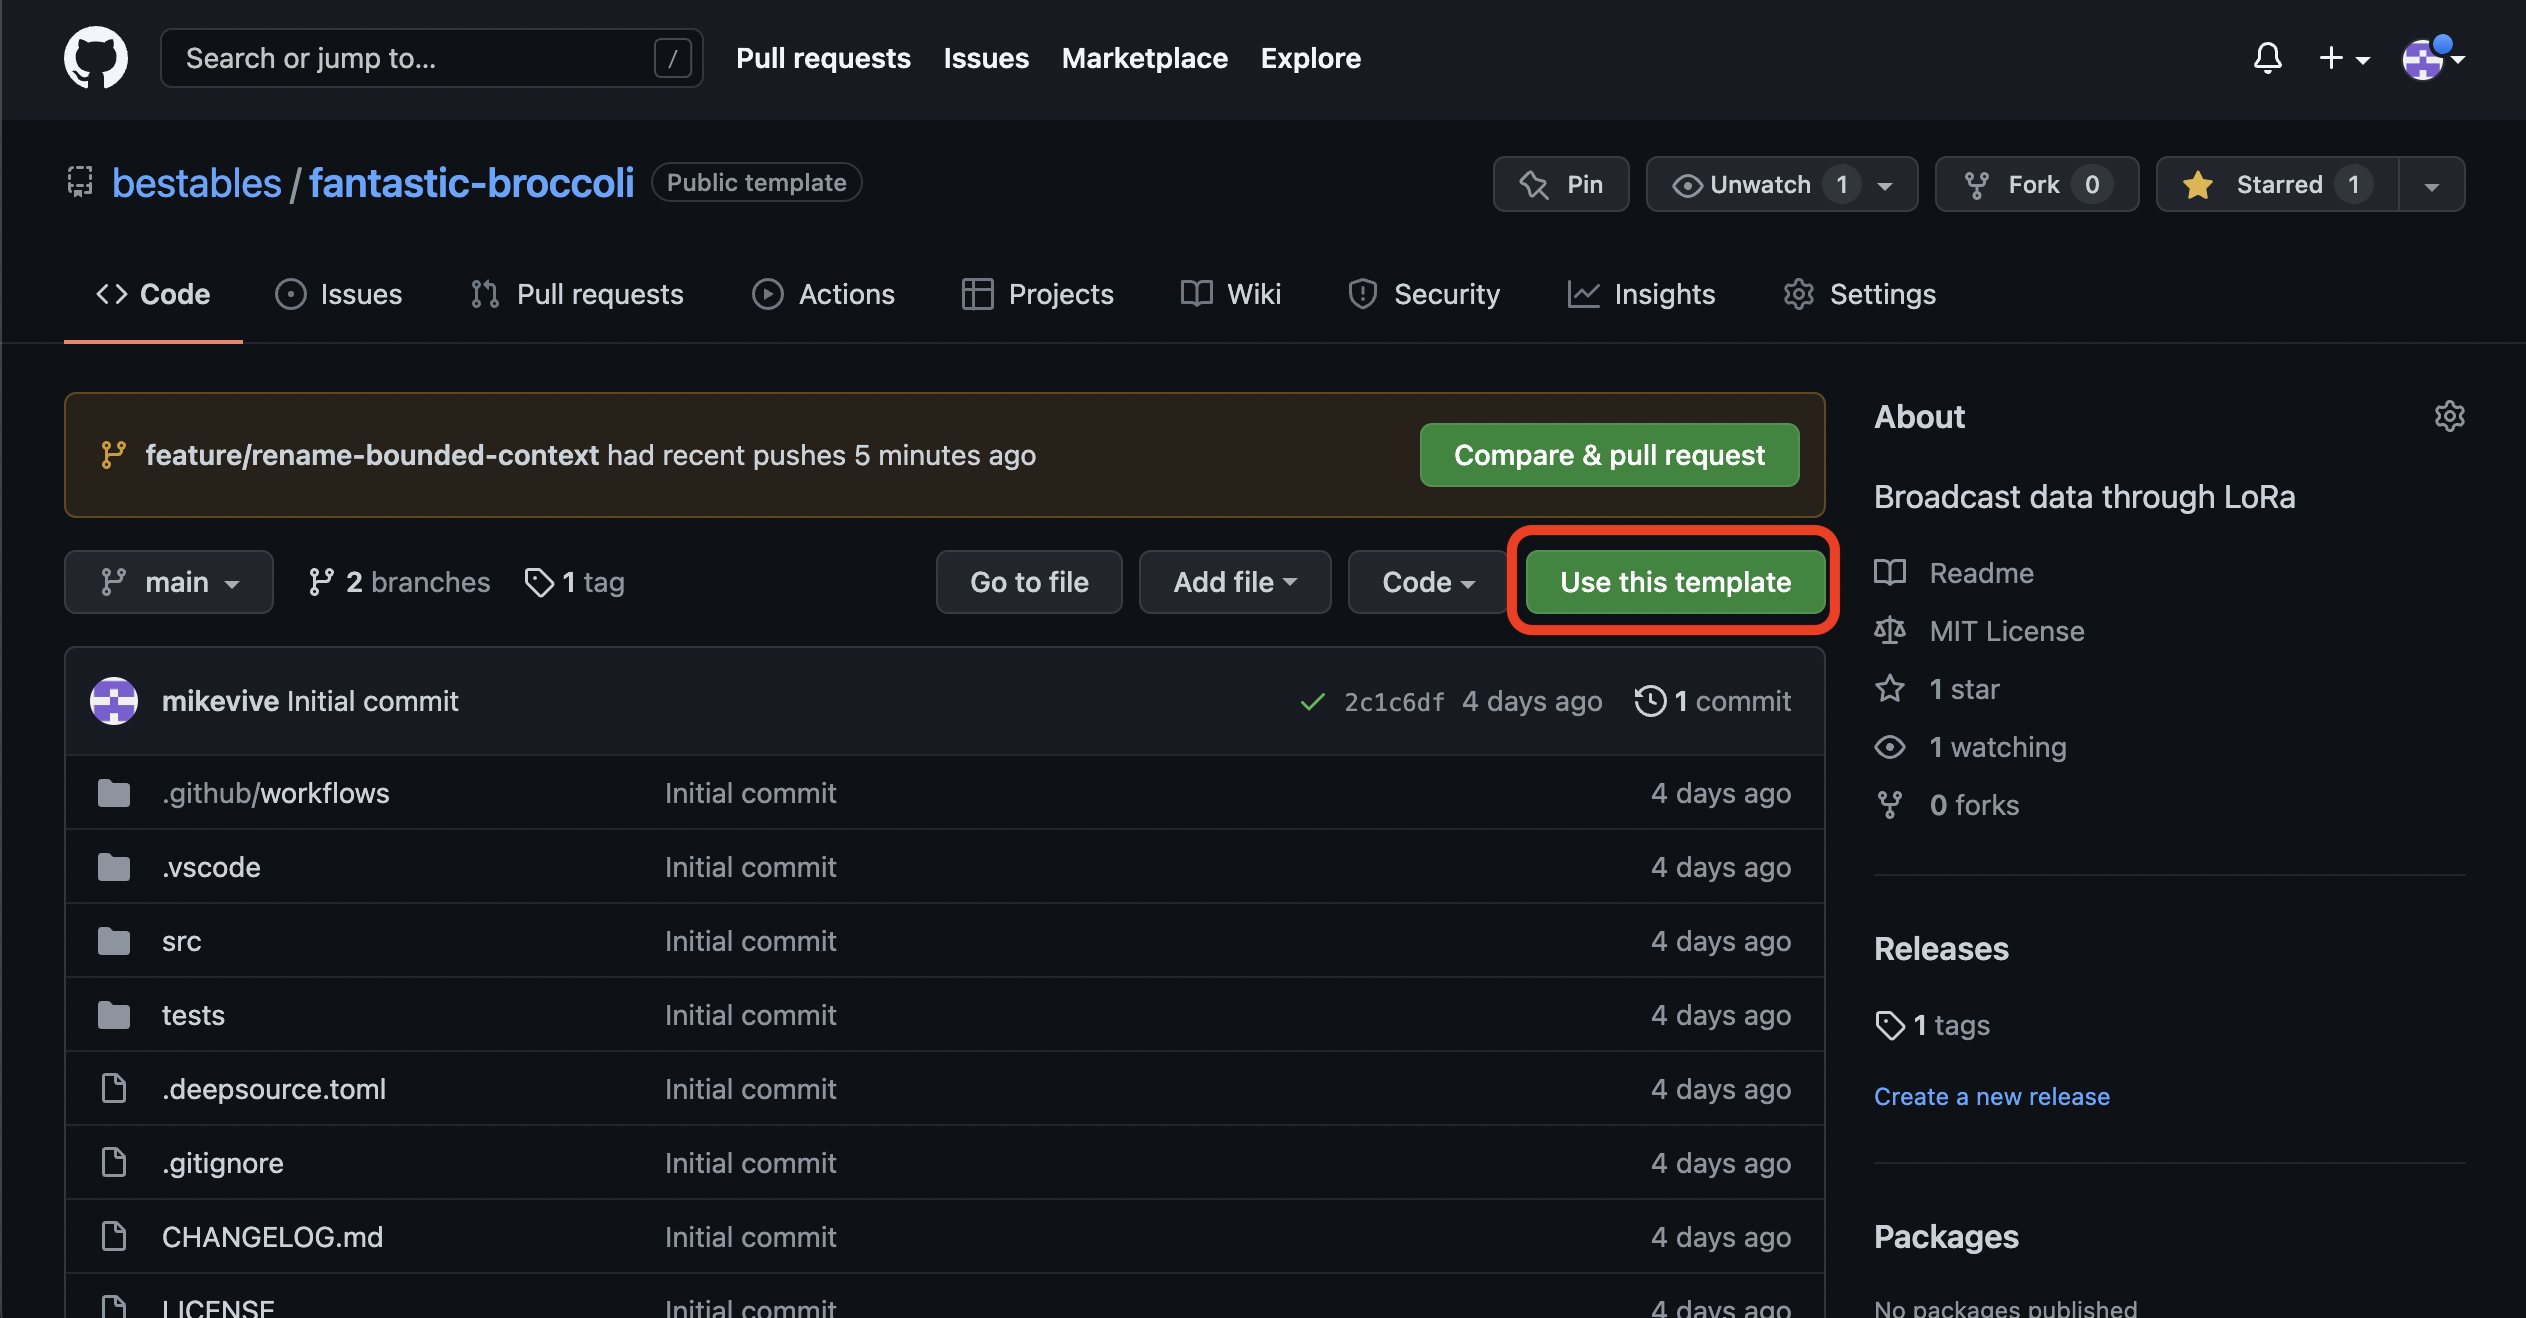 Search or jump to... /
Pull requests Issues Marketplace Explore
bestables / fantastic-broccoli Public template
Pin Unwatch 1 Fork 0 Starred 1
Code Issues Pull requests Actions Projects Wiki Security Insights Settings
feature/rename-bounded-context had recent pushes 5 minutes ago Compare & pull request
main 2 branches 1 tag Go to file Add file Code Use this template
mikevive Initial commit 2c1c6df 4 days ago 1 commit
.github/workflows Initial commit 4 days ago
.vscode Initial commit 4 days ago
src Initial commit 4 days ago
tests Initial commit 4 days ago
.deepsource.toml Initial commit 4 days ago
.gitignore Initial commit 4 days ago
CHANGELOG.md Initial commit 4 days ago
LICENSE Initial commit 4 days ago
About
Broadcast data through LoRa
Readme
MIT License
1 star
1 watching
0 forks
Releases
1 tags
Create a new release
Packages
No packages published